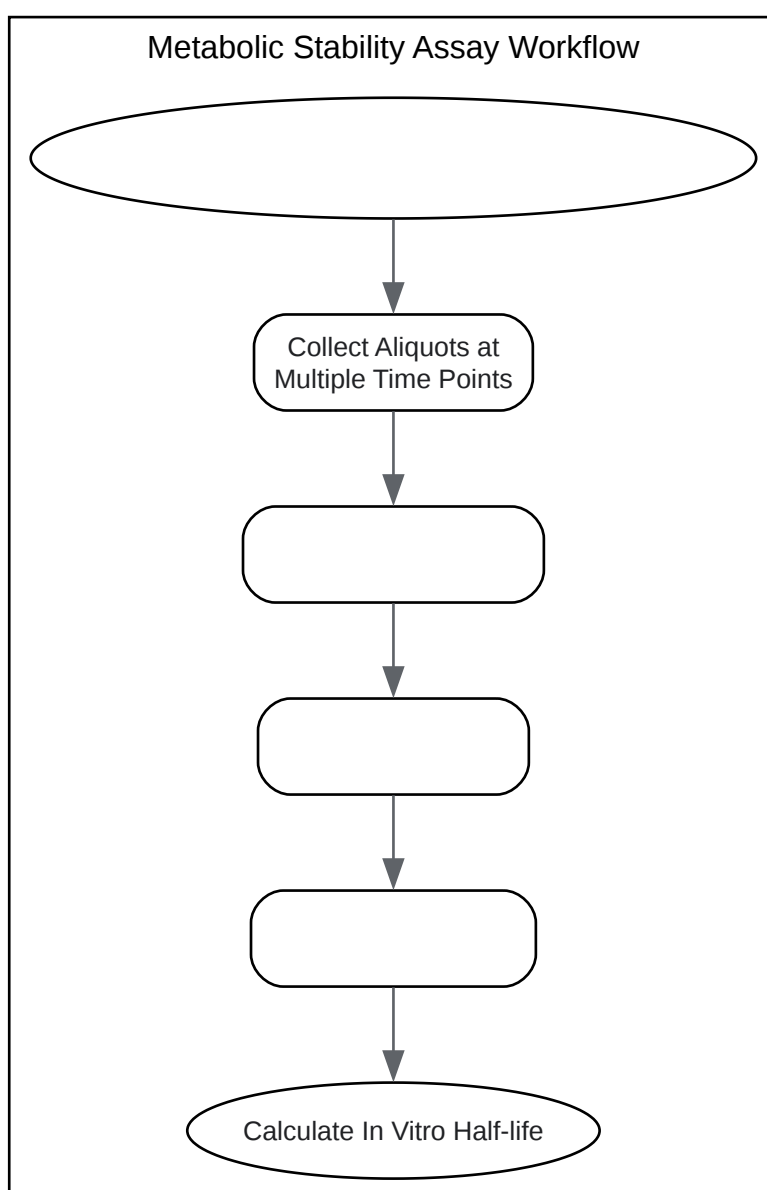 Metabolic Stability Assay Workflow
Collect Aliquots at
Multiple Time Points
Calculate In Vitro Half-life